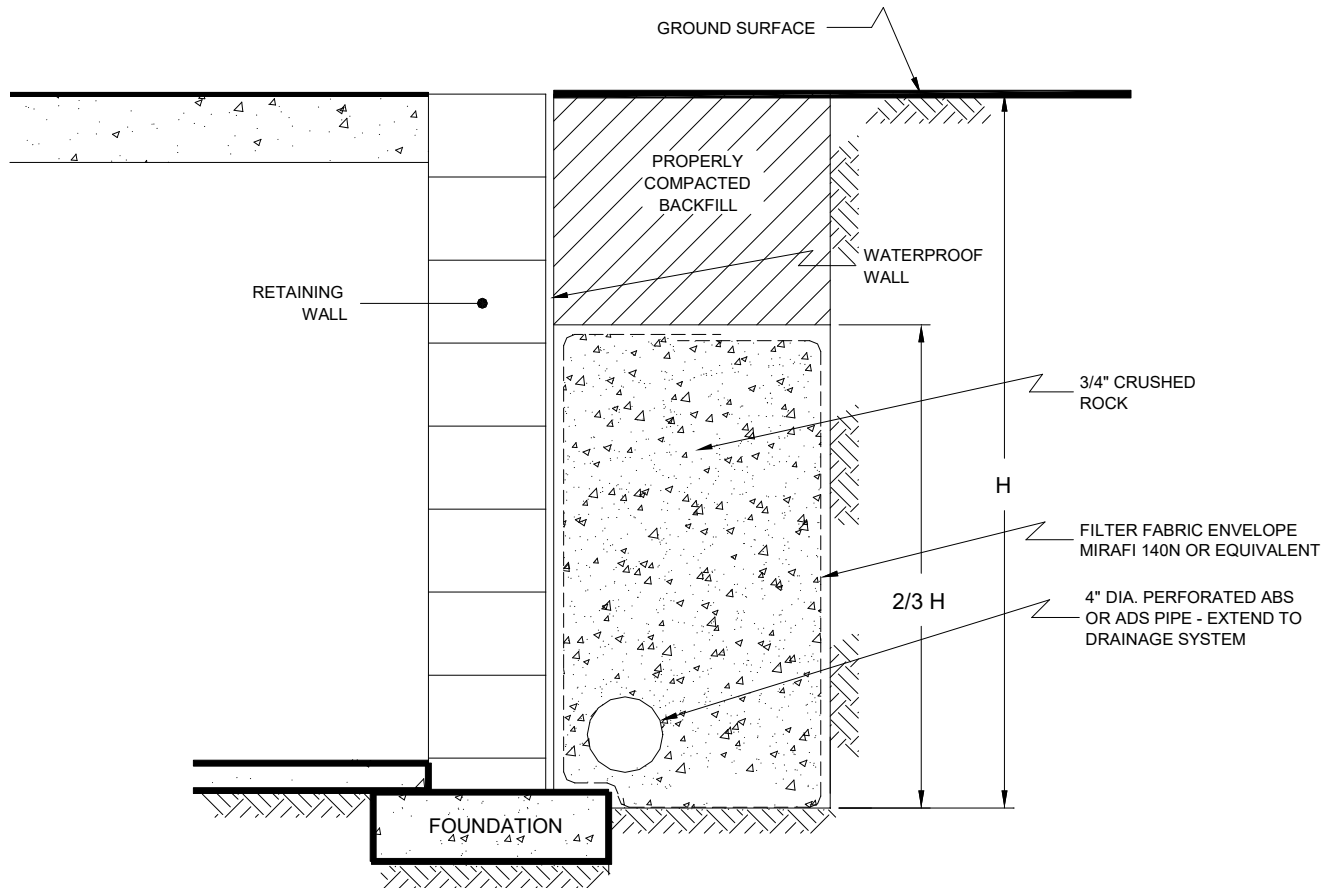 GROUND SURFACE
PROPERLY
COMPACTED
BACKFILL
WATERPROOF
WALL
RETAINING
WALL
3/4" CRUSHED
ROCK
H
FILTER FABRIC ENVELOPE
MIRAFI 140N OR EQUIVALENT
2/3 H
4" DIA. PERFORATED ABS
OR ADS PIPE - EXTEND TO
DRAINAGE SYSTEM
FOUNDATION